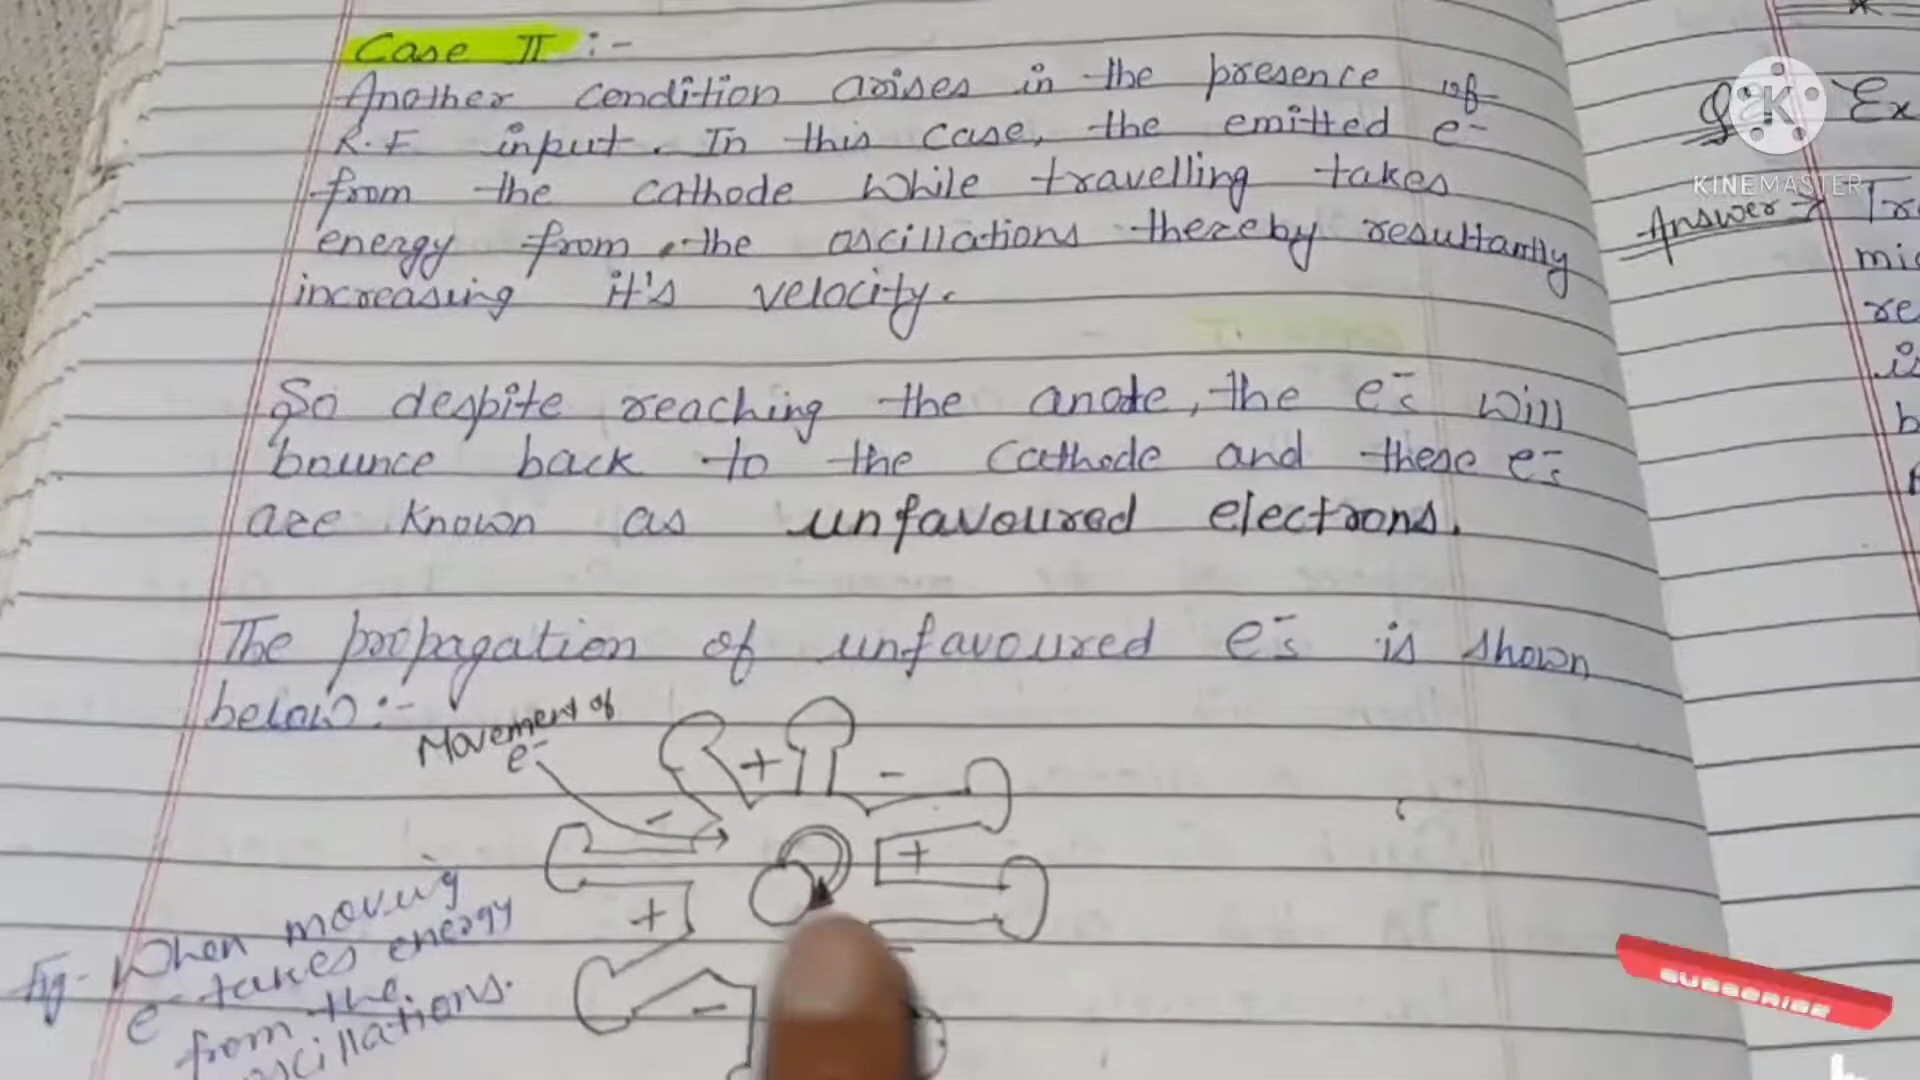 Case II :-
Another condition arises in the presence of
R.F input. In this case, the emitted e-
from the cathode while travelling takes
energy from the oscillations thereby resultantly
increasing it's velocity.
So despite reaching the anode, the e-s will
bounce back to the cathode and these e-s
are known as unfavoured electrons.
The propagation of unfavoured e-s is shown
below:-
Movement of
e-
+
-
-
+
+
-
-
Fig- When moving
e- takes energy
from the
oscillations.
Ex
Answer →
K
KINEMASTER
SUBSCRIBE